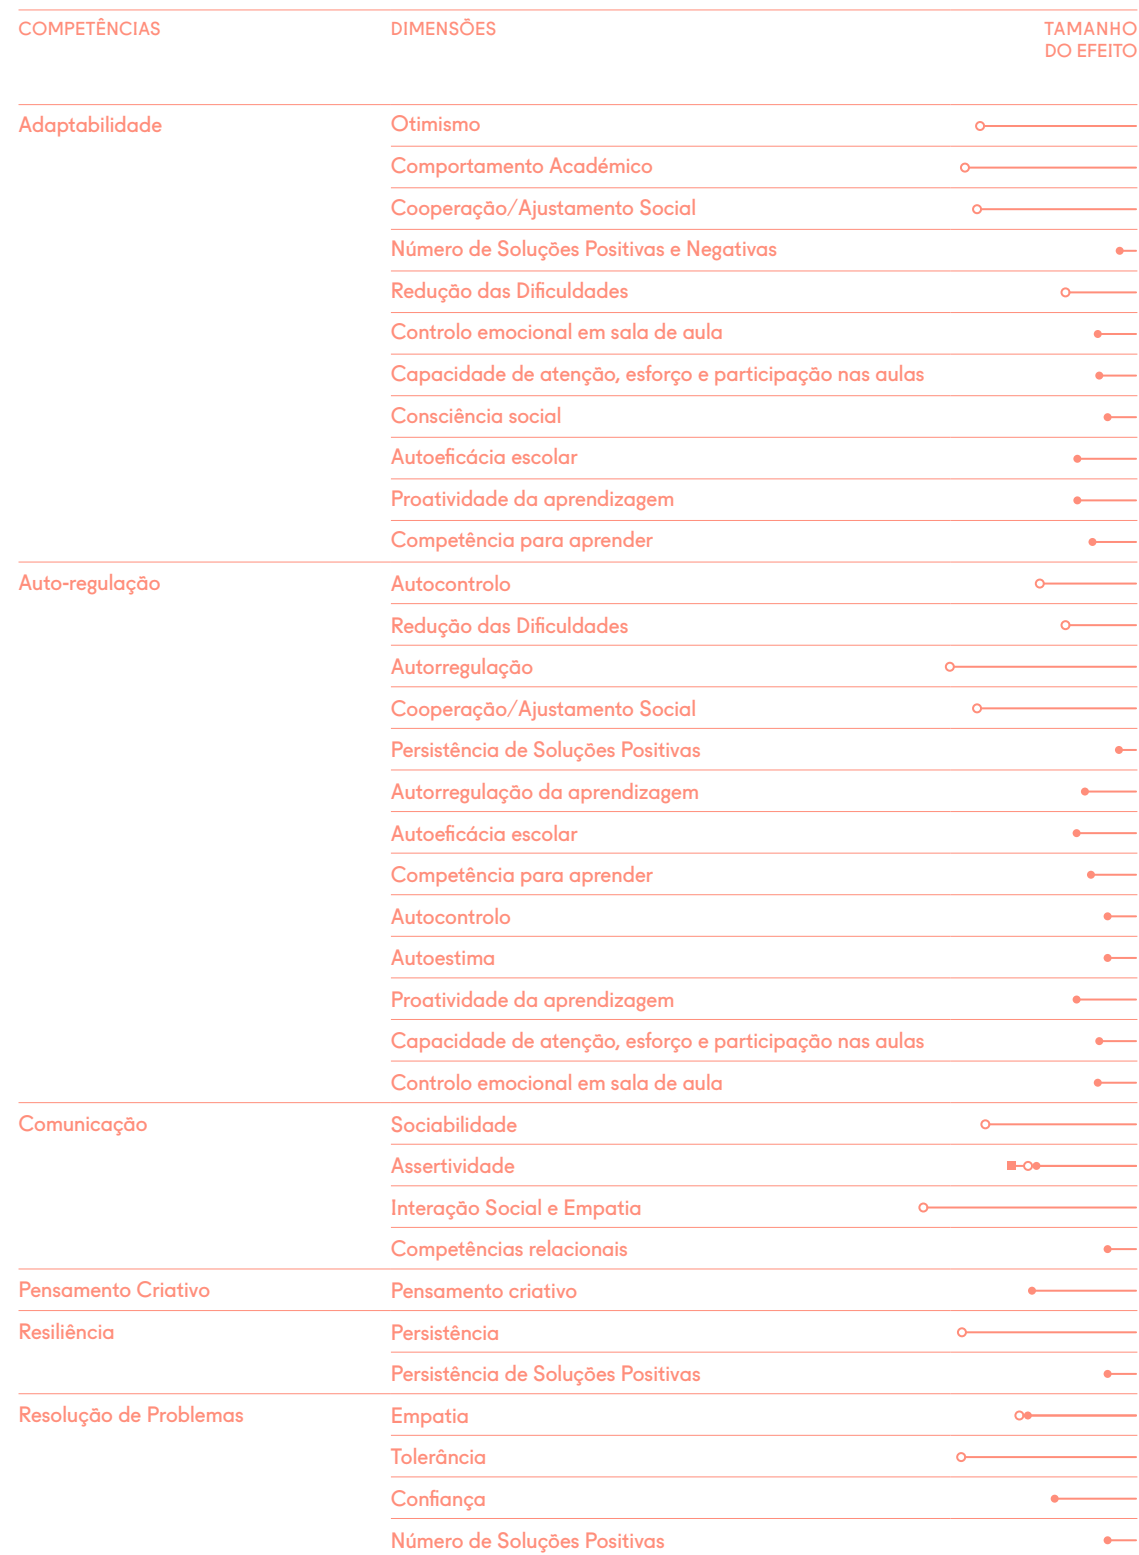 COMPETÊNCIAS
DIMENSÕES
TAMANHO
DO EFEITO
Adaptabilidade
Otimismo
Comportamento Académico
Cooperação/Ajustamento Social
Número de Soluções Positivas e Negativas
Redução das Dificuldades
Controlo emocional em sala de aula
Capacidade de atenção, esforço e participação nas aulas
Consciência social
Autoeficácia escolar
Proatividade da aprendizagem
Competência para aprender
Auto-regulação
Autocontrolo
Redução das Dificuldades
Autorregulação
Cooperação/Ajustamento Social
Persistência de Soluções Positivas
Autorregulação da aprendizagem
Autoeficácia escolar
Competência para aprender
Autocontrolo
Autoestima
Proatividade da aprendizagem
Capacidade de atenção, esforço e participação nas aulas
Controlo emocional em sala de aula
Comunicação
Sociabilidade
Assertividade
Interação Social e Empatia
Competências relacionais
Pensamento Criativo
Pensamento criativo
Resiliência
Persistência
Persistência de Soluções Positivas
Resolução de Problemas
Empatia
Tolerância
Confiança
Número de Soluções Positivas